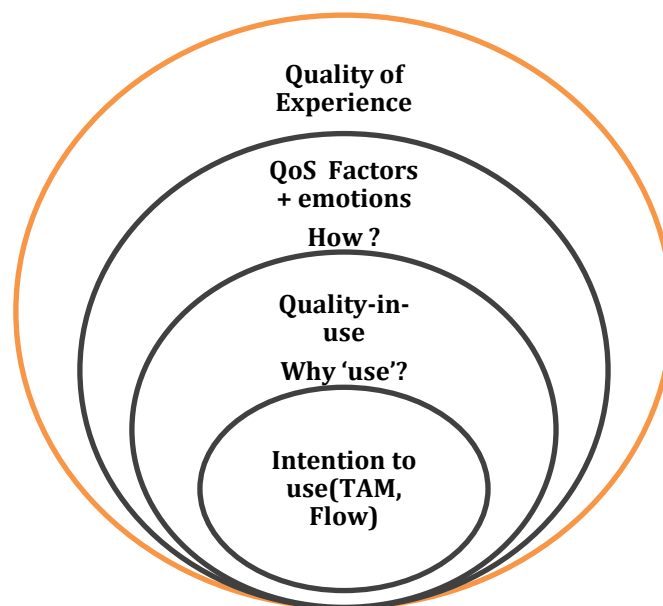 Quality of
Experience
QoS Factors
+ emotions
How ?
Quality-in-
use
Why ‘use’?
Intention to
use(TAM,
Flow)